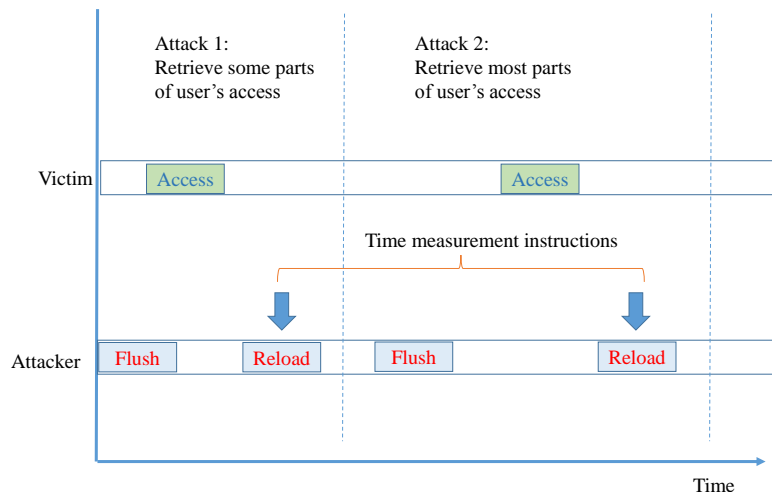 Attack 1:
Retrieve some parts
of user's access
Attack 2:
Retrieve most parts
of user's access
Victim
Access
Access
Time measurement instructions
Attacker
Flush
Reload
Flush
Reload
Time